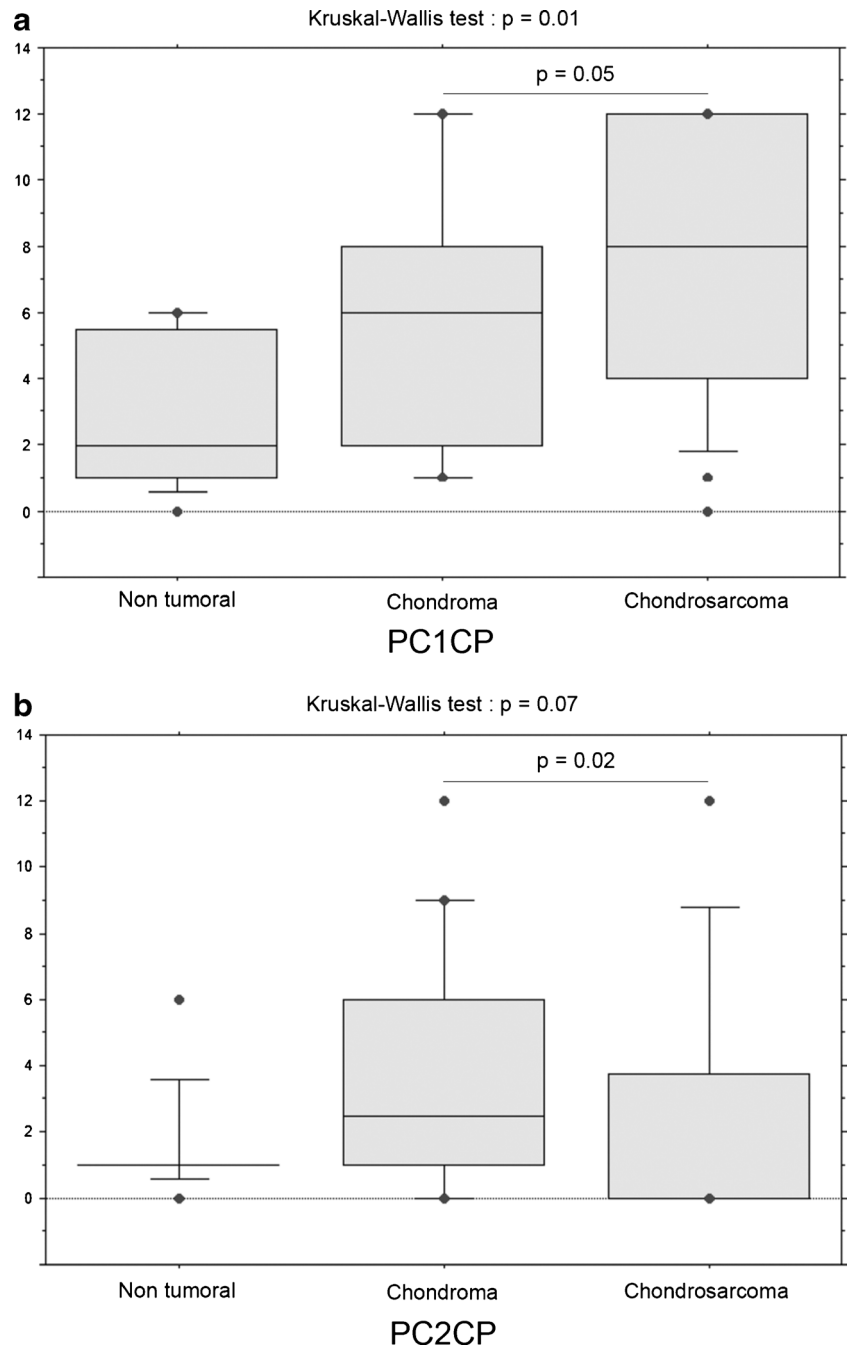 a
Kruskal-Wallis test : p = 0.01
14
p = 0.05
12
10
8
6
4
2
0
Non tumoral Chondroma Chondrosarcoma
PC1CP
b
Kruskal-Wallis test : p = 0.07
14
p = 0.02
12
10
8
6
4
2
0
Non tumoral Chondroma Chondrosarcoma
PC2CP